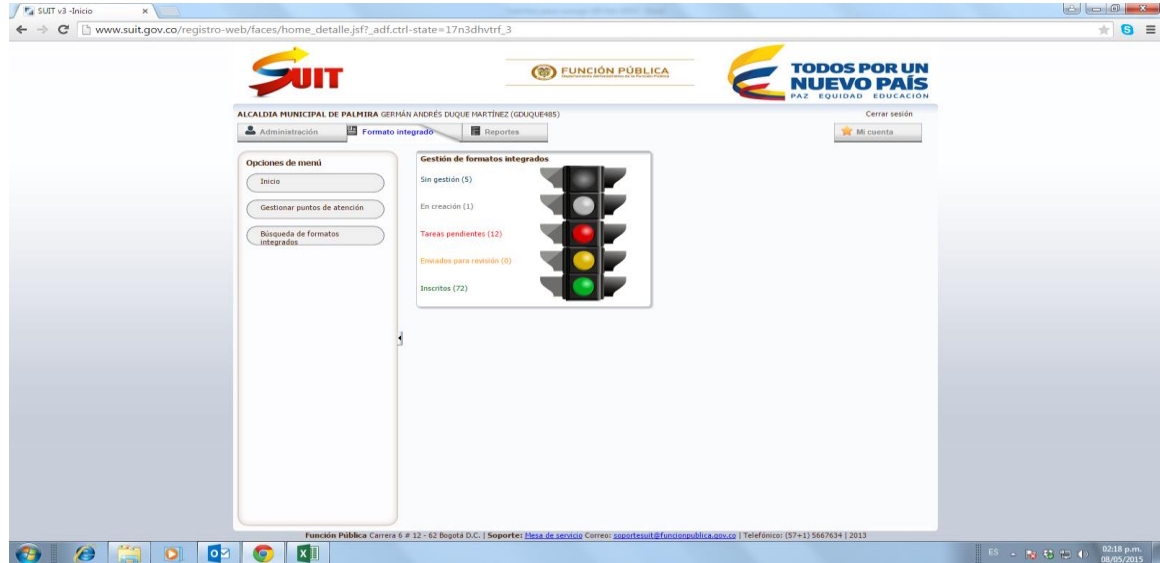 SUIT v3 -Inicio
www.suit.gov.co/registro-web/faces/home_detalle.jsf?_adf.ctrl-state=17n3dhvtrf_3
SUIT
FUNCIÓN PÚBLICA
TODOS POR UN
NUEVO PAÍS
PAZ EQUIDAD EDUCACIÓN
ALCALDIA MUNICIPAL DE PALMIRA GERMÁN ANDRÉS DUQUE MARTÍNEZ (GDUQUE485)
Cerrar sesión
Administración
Formato integrado
Reportes
Mi cuenta
Opciones de menú
Inicio
Gestionar puntos de atención
Búsqueda de formatos
integrados
Gestión de formatos integrados
Sin gestión (5)
En creación (1)
Tareas pendientes (12)
Enviados para revisión (8)
Inscritos (72)
Función Pública Carrera 6 # 12 - 62 Bogotá D.C. | Soporte: Mesa de servicio Correo: soportesuit@funcionpublica.gov.co | Telefónico: (57+1) 5667634 | 2013
ES
02:18 p.m.
08/05/2015